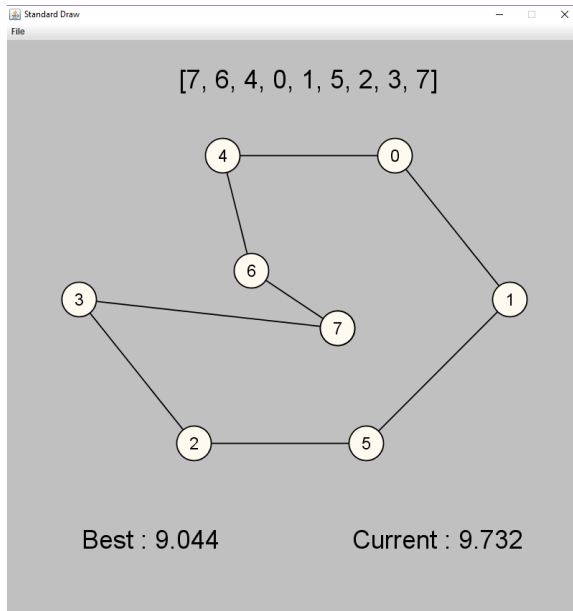 Standard Draw
File
[7, 6, 4, 0, 1, 5, 2, 3, 7]
4
0
6
3
1
7
2
5
Best : 9.044
Current : 9.732